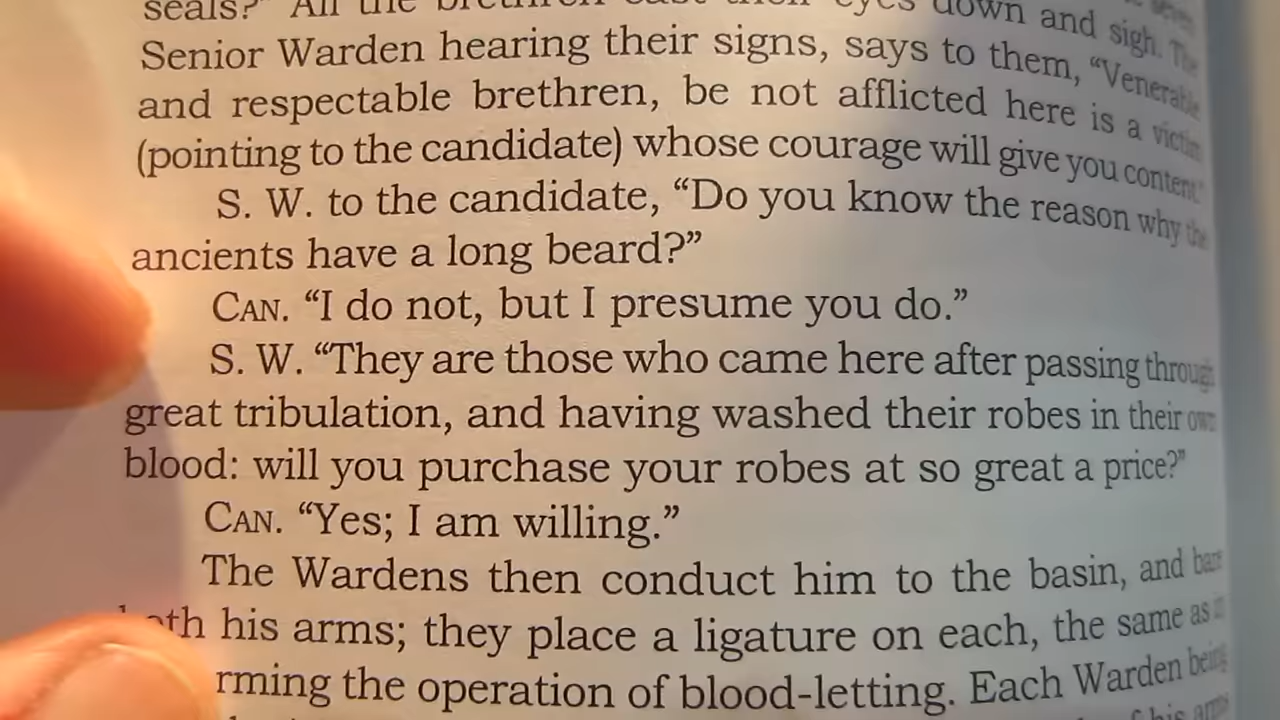 seals?" All the brethren cast their eyes down and sigh. The
Senior Warden hearing their signs, says to them, “Venerable
and respectable brethren, be not afflicted here is a victim
(pointing to the candidate) whose courage will give you content”
S. W. to the candidate, “Do you know the reason why the
ancients have a long beard?”
CAN. “I do not, but I presume you do.”
S. W. “They are those who came here after passing through
great tribulation, and having washed their robes in their own
blood: will you purchase your robes at so great a price?”
CAN. “Yes; I am willing.”
The Wardens then conduct him to the basin, and bare
both his arms; they place a ligature on each, the same as in
rming the operation of blood-letting. Each Warden being
of his arms